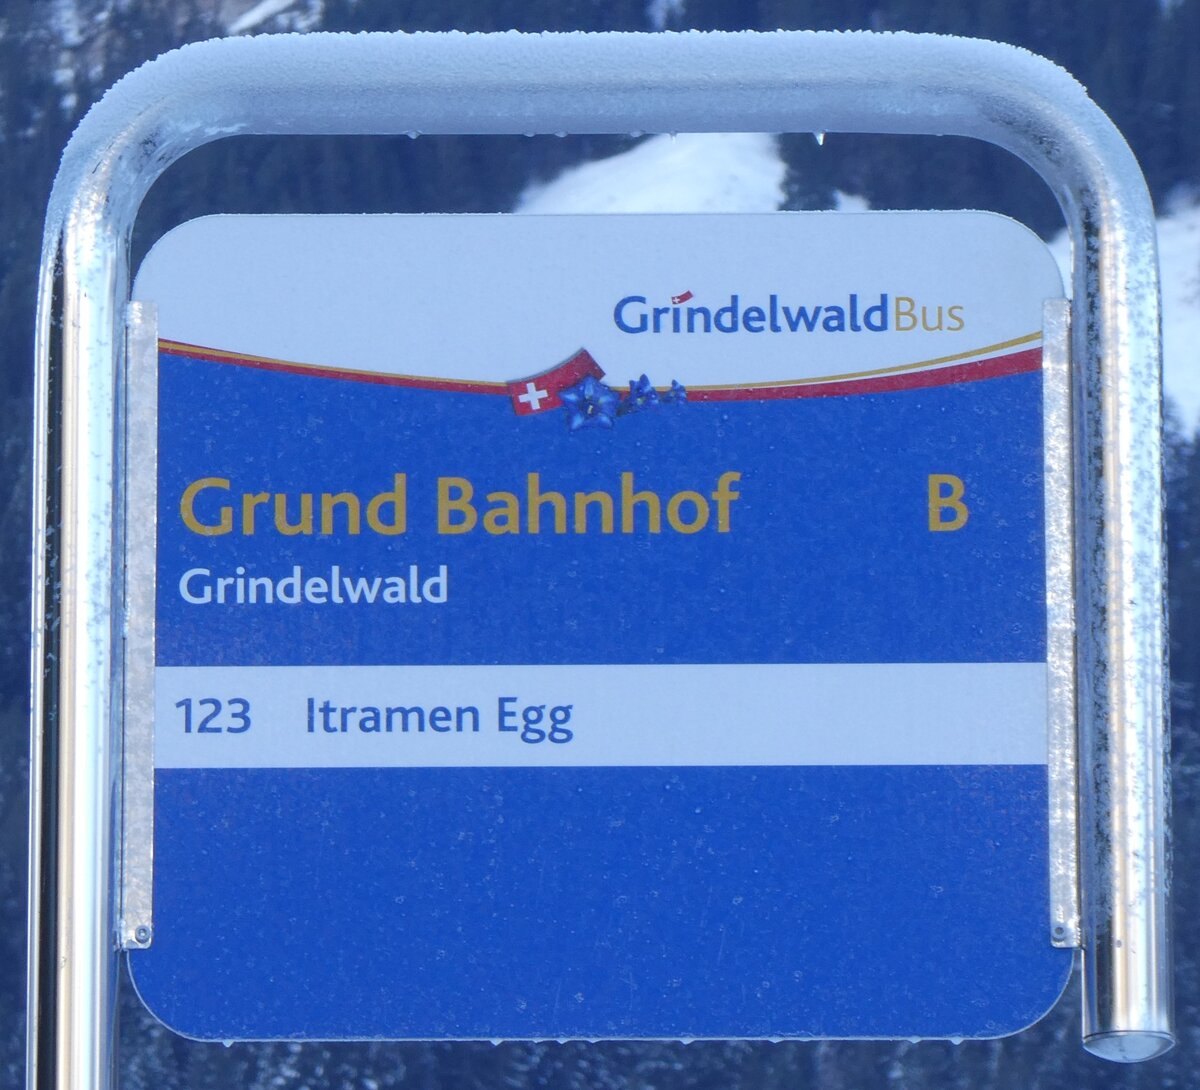 GrindelwaldBus
Grund Bahnhof B
Grindelwald
123 Itramen Egg